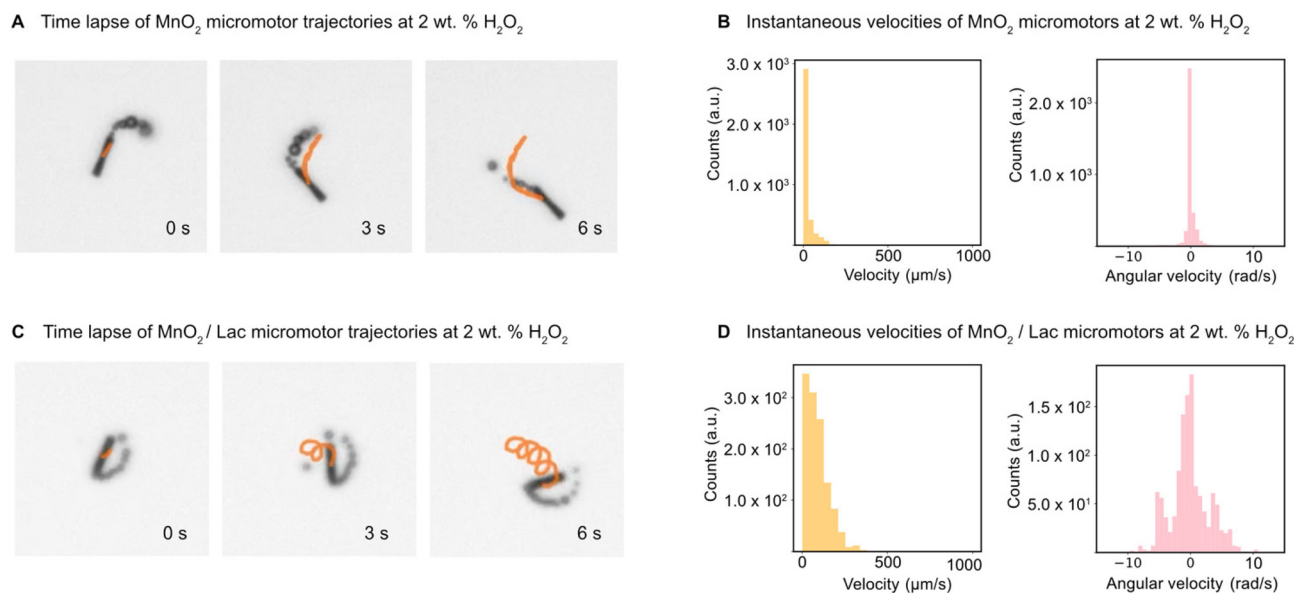 A Time lapse of MnO₂ micromotor trajectories at 2 wt. % H₂O₂
0 s
3 s
6 s
B Instantaneous velocities of MnO₂ micromotors at 2 wt. % H₂O₂
Counts (a.u.)
3.0 x 10³
2.0 x 10³
1.0 x 10³
0 500 1000
Velocity (µm/s)
Counts (a.u.)
2.0 x 10³
1.0 x 10³
−10 0 10
Angular velocity (rad/s)
C Time lapse of MnO₂ / Lac micromotor trajectories at 2 wt. % H₂O₂
0 s
3 s
6 s
D Instantaneous velocities of MnO₂ / Lac micromotors at 2 wt. % H₂O₂
Counts (a.u.)
3.0 x 10²
2.0 x 10²
1.0 x 10²
0 500 1000
Velocity (µm/s)
Counts (a.u.)
1.5 x 10²
1.0 x 10²
5.0 x 10¹
−10 0 10
Angular velocity (rad/s)